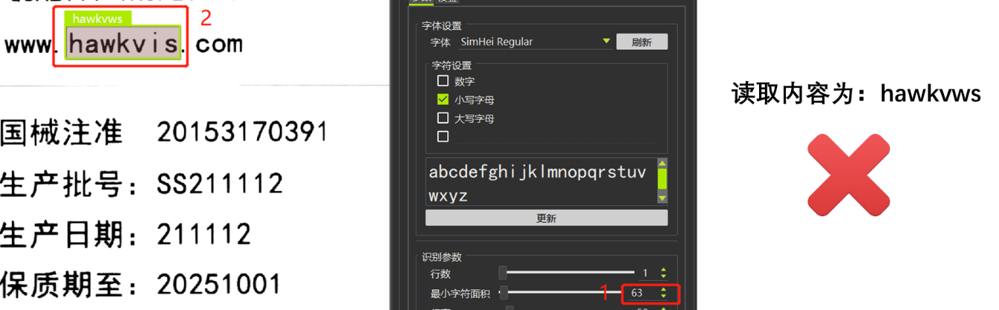 hawkvws
2
www.hawkvis.com
国械注准 20153170391
生产批号：SS211112
生产日期：211112
保质期至：20251001
字体设置
字体 SimHei Regular 刷新
字符设置
数字
小写字母
大写字母
abcdefghijklmnopqrstuv
wxyz
更新
识别参数
行数 1
最小字符面积 1 63
读取内容为：hawkvws